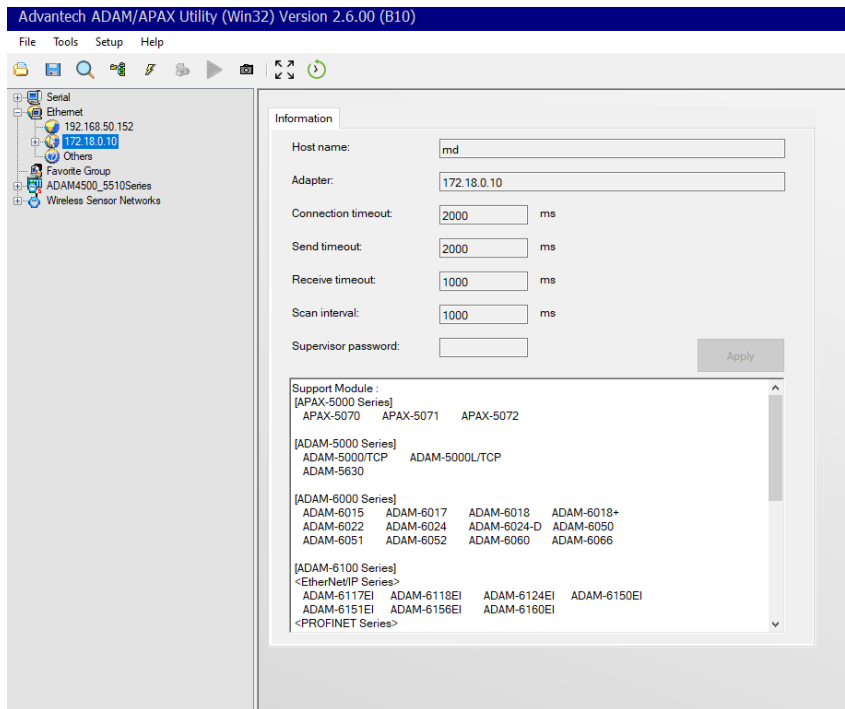 Advantech ADAM/APAX Utility (Win32) Version 2.6.00 (B10)
File Tools Setup Help
Serial
Ethernet
192.168.50.152
172.18.0.10
Others
Favorite Group
ADAM4500_5510Series
Wireless Sensor Networks
Information
Host name: md
Adapter: 172.18.0.10
Connection timeout: 2000 ms
Send timeout: 2000 ms
Receive timeout: 1000 ms
Scan interval: 1000 ms
Supervisor password:
Apply
Support Module :
[APAX-5000 Series]
APAX-5070 APAX-5071 APAX-5072
[ADAM-5000 Series]
ADAM-5000/TCP ADAM-5000L/TCP
ADAM-5630
[ADAM-6000 Series]
ADAM-6015 ADAM-6017 ADAM-6018 ADAM-6018+
ADAM-6022 ADAM-6024 ADAM-6024-D ADAM-6050
ADAM-6051 ADAM-6052 ADAM-6060 ADAM-6066
[ADAM-6100 Series]
<EtherNet/IP Series>
ADAM-6117EI ADAM-6118EI ADAM-6124EI ADAM-6150EI
ADAM-6151EI ADAM-6156EI ADAM-6160EI
<PROFINET Series>